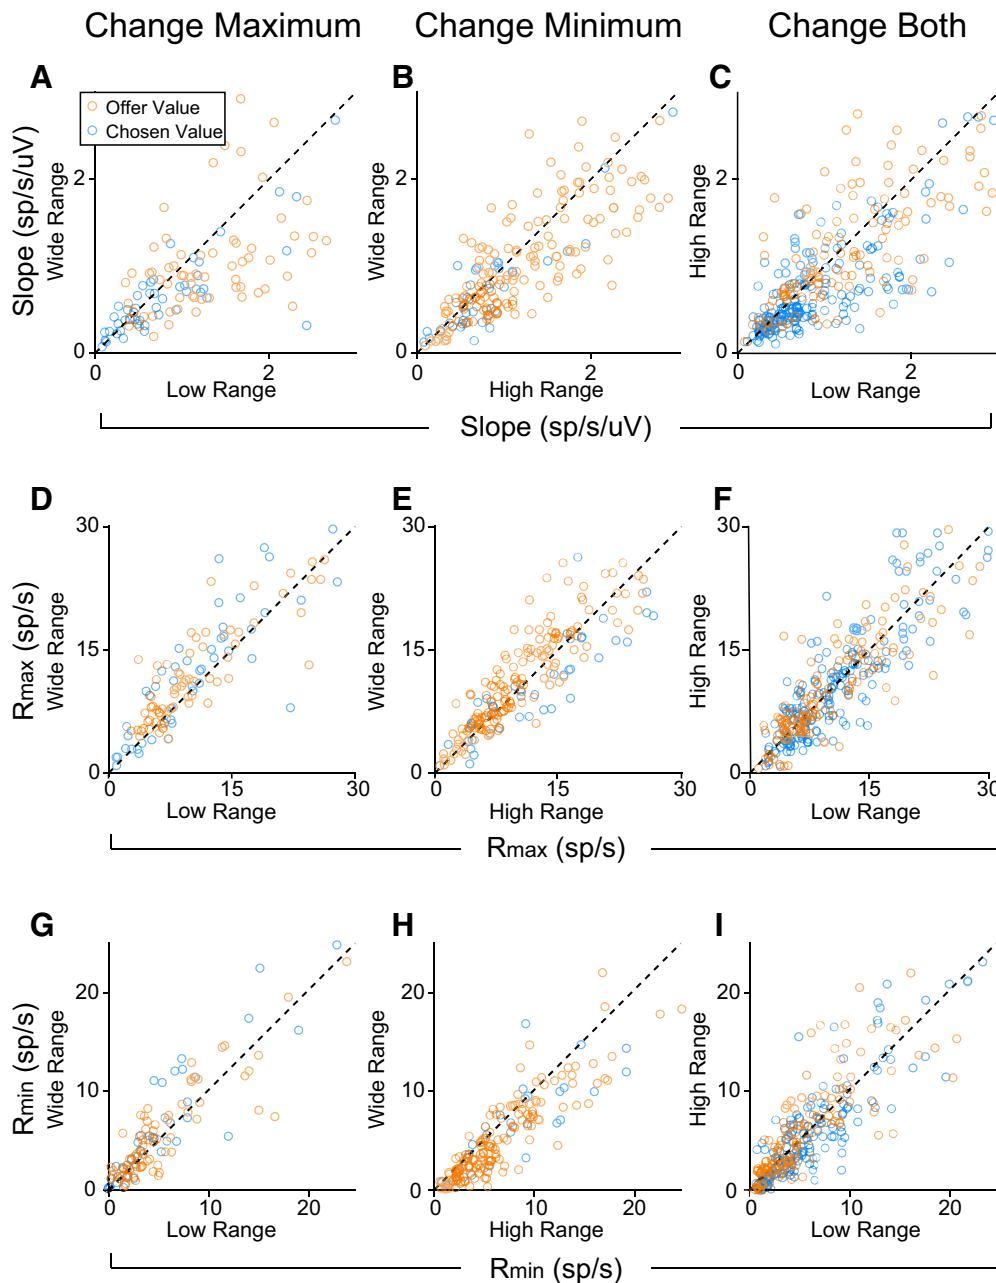 Change Maximum
Change Minimum
Change Both
A
B
C
Offer Value
Chosen Value
Slope (sp/s/uV)
Wide Range
2
0
0
2
Low Range
Wide Range
2
0
0
2
High Range
High Range
2
0
0
2
Low Range
Slope (sp/s/uV)
D
E
F
Rmax (sp/s)
Wide Range
30
15
0
0
15
30
Low Range
Wide Range
30
15
0
0
15
30
High Range
High Range
30
15
0
0
15
30
Low Range
Rmax (sp/s)
G
H
I
Rmin (sp/s)
Wide Range
20
10
0
0
10
20
Low Range
Wide Range
20
10
0
0
10
20
High Range
High Range
20
10
0
0
10
20
Low Range
Rmin (sp/s)